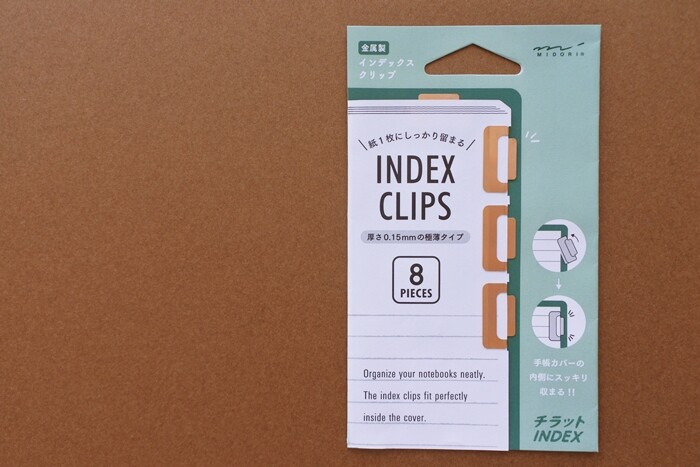 金属製
インデックス
クリップ
MIDORI
紙1枚にしっかり留まる
INDEX
CLIPS
厚さ0.15mmの極薄タイプ
8
PIECES
Organize your notebooks neatly.
The index clips fit perfectly
inside the cover.
手帳カバーの
内側にスッキリ
収まる!!
チラット
INDEX